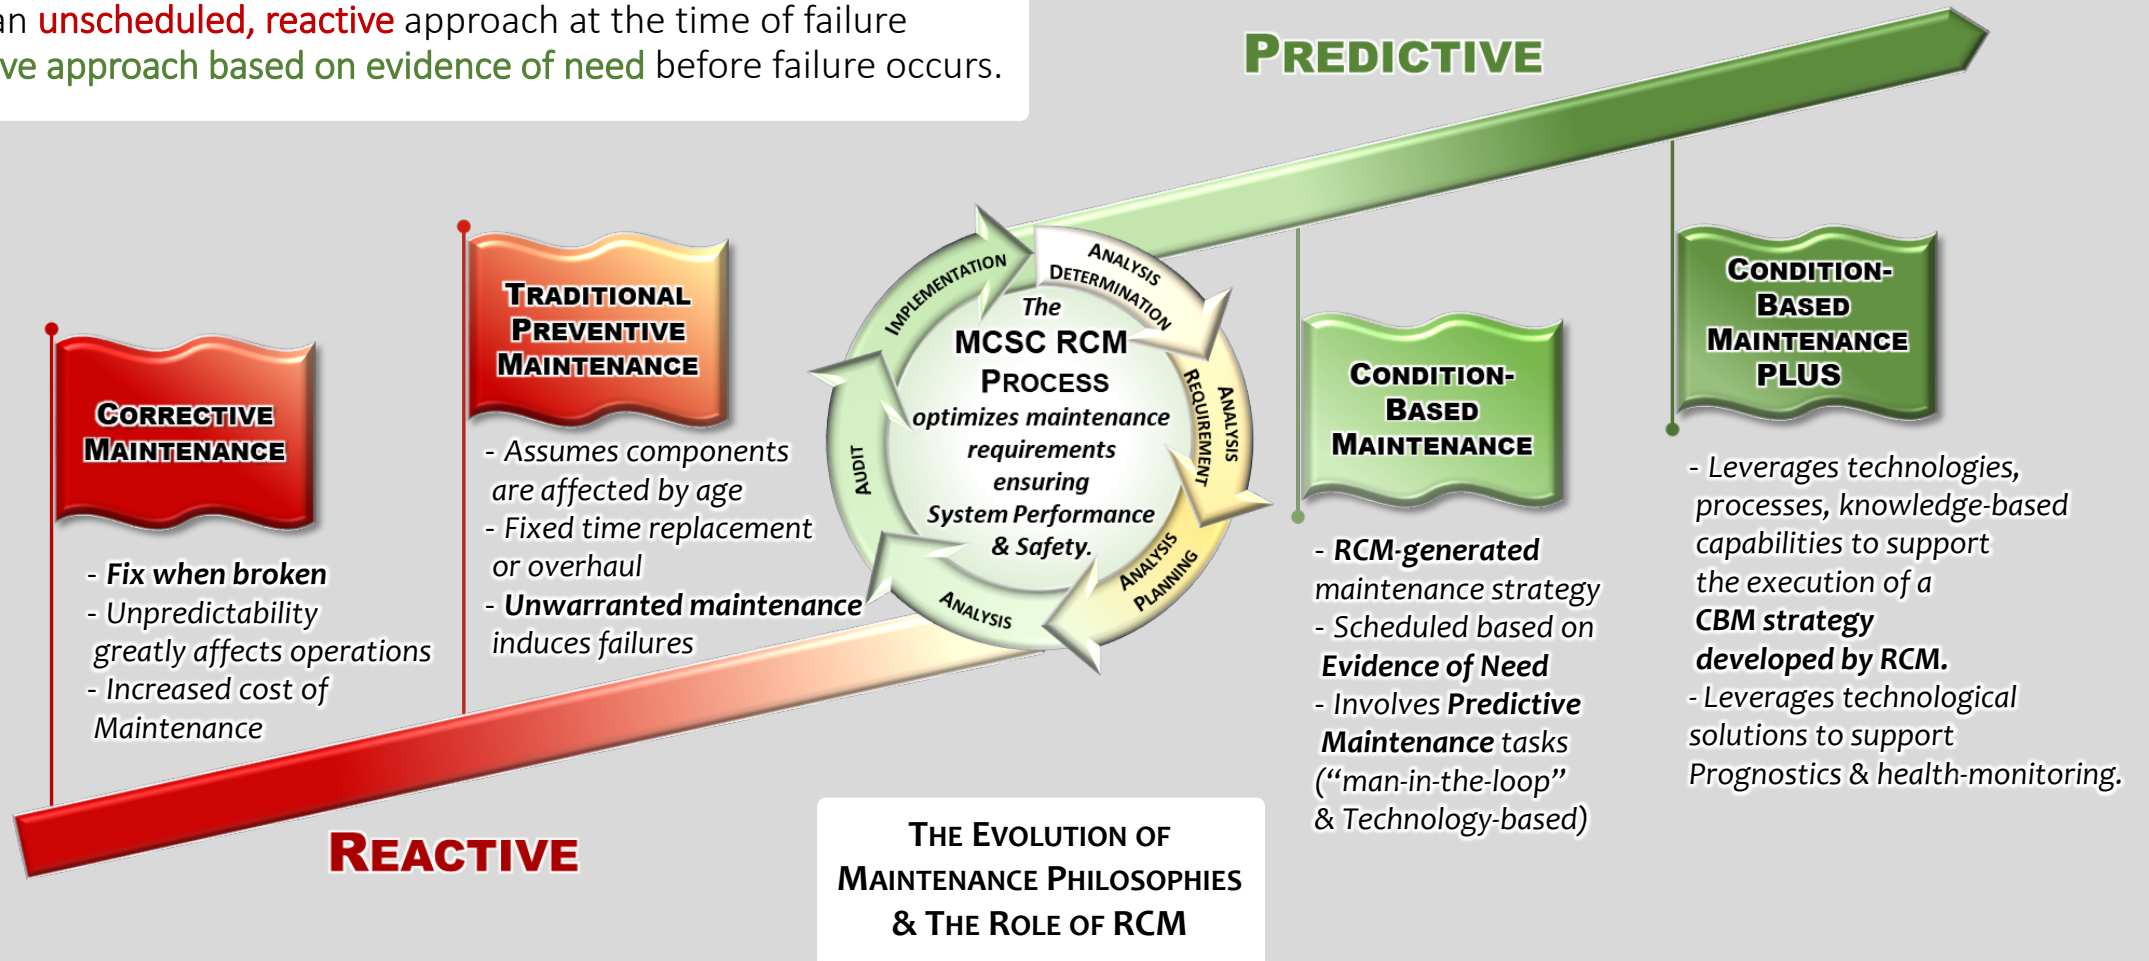 an unscheduled, reactive approach at the time of failure
ve approach based on evidence of need before failure occurs.
PREDICTIVE
CORRECTIVE
MAINTENANCE
- Fix when broken
- Unpredictability
greatly affects operations
- Increased cost of
Maintenance
TRADITIONAL
PREVENTIVE
MAINTENANCE
- Assumes components
are affected by age
- Fixed time replacement
or overhaul
- Unwarranted maintenance
induces failures
IMPLEMENTATION
ANALYSIS
DETERMINATION
ANALYSIS
REQUIREMENT
ANALYSIS
PLANNING
ANALYSIS
AUDIT
The
MCSC RCM
PROCESS
optimizes maintenance
requirements
ensuring
System Performance
& Safety.
CONDITION-
BASED
MAINTENANCE
- RCM-generated
maintenance strategy
- Scheduled based on
Evidence of Need
- Involves Predictive
Maintenance tasks
(“man-in-the-loop”
& Technology-based)
CONDITION-
BASED
MAINTENANCE
PLUS
- Leverages technologies,
processes, knowledge-based
capabilities to support
the execution of a
CBM strategy
developed by RCM.
- Leverages technological
solutions to support
Prognostics & health-monitoring.
REACTIVE
THE EVOLUTION OF
MAINTENANCE PHILOSOPHIES
& THE ROLE OF RCM